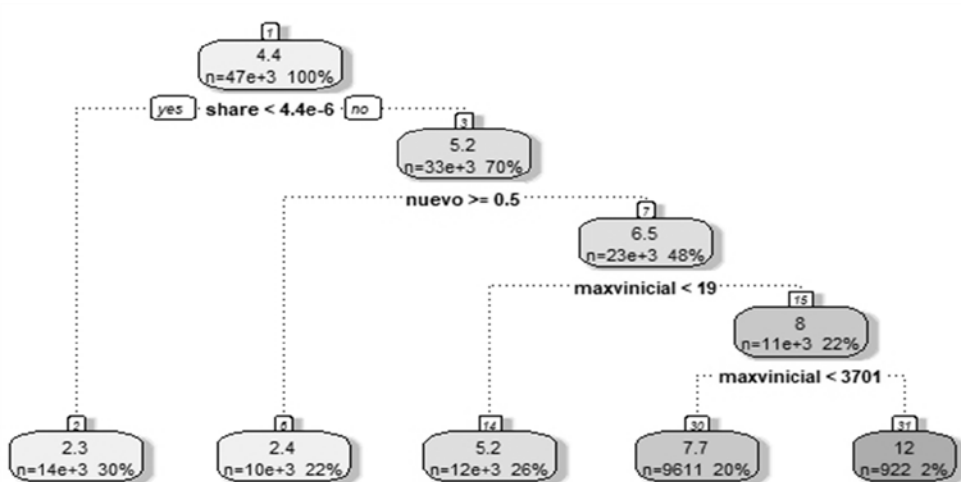 1
4.4
n=47e+3 100%
yes share < 4.4e-6 no
3
5.2
n=33e+3 70%
nuevo >= 0.5
7
6.5
n=23e+3 48%
maxvinicial < 19
15
8
n=11e+3 22%
maxvinicial < 3701
2
2.3
n=14e+3 30%
6
2.4
n=10e+3 22%
14
5.2
n=12e+3 26%
30
7.7
n=9611 20%
31
12
n=922 2%